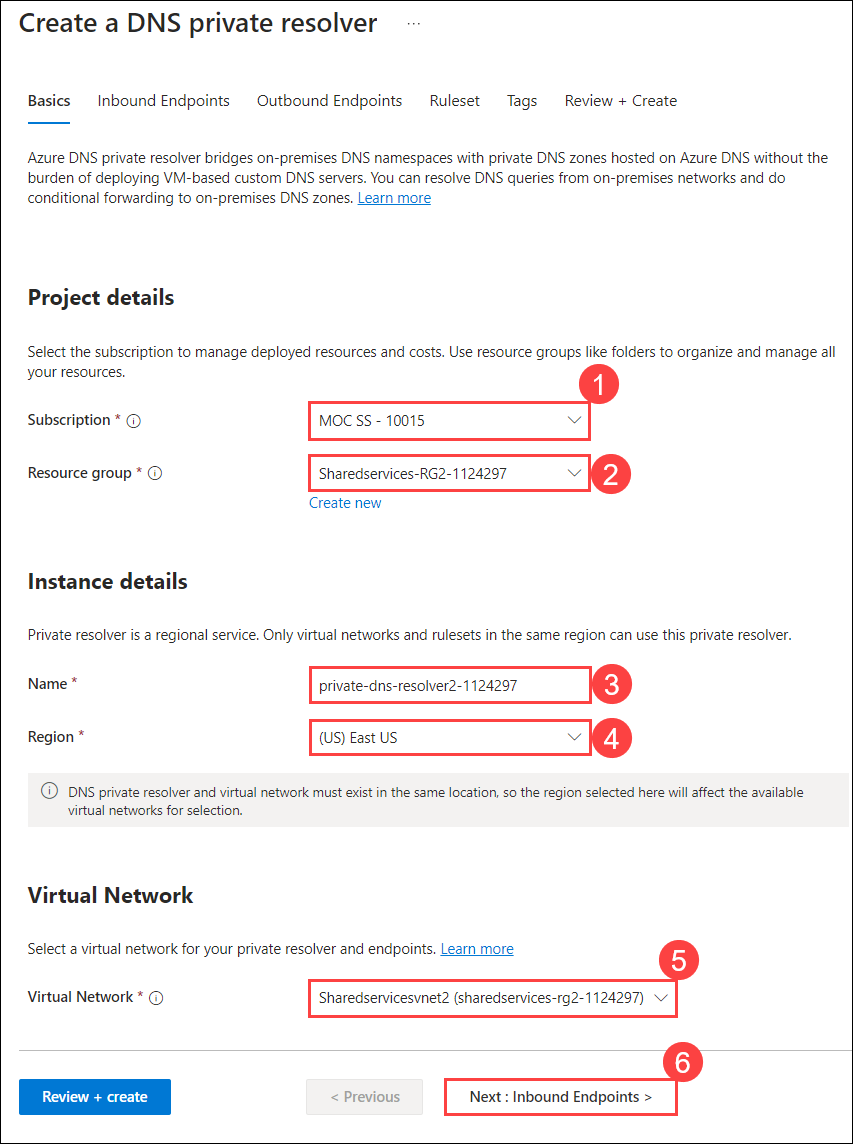 Create a DNS private resolver ...
Basics Inbound Endpoints Outbound Endpoints Ruleset Tags Review + Create
Azure DNS private resolver bridges on-premises DNS namespaces with private DNS zones hosted on Azure DNS without the
burden of deploying VM-based custom DNS servers. You can resolve DNS queries from on-premises networks and do
conditional forwarding to on-premises DNS zones. Learn more
Project details
Select the subscription to manage deployed resources and costs. Use resource groups like folders to organize and manage all
your resources.
1
Subscription * MOC SS - 10015
Resource group * Sharedservices-RG2-1124297 2
Create new
Instance details
Private resolver is a regional service. Only virtual networks and rulesets in the same region can use this private resolver.
Name * private-dns-resolver2-1124297 3
Region * (US) East US 4
DNS private resolver and virtual network must exist in the same location, so the region selected here will affect the available
virtual networks for selection.
Virtual Network
Select a virtual network for your private resolver and endpoints. Learn more
5
Virtual Network * Sharedservicesvnet2 (sharedservices-rg2-1124297)
6
Review + create < Previous Next : Inbound Endpoints >